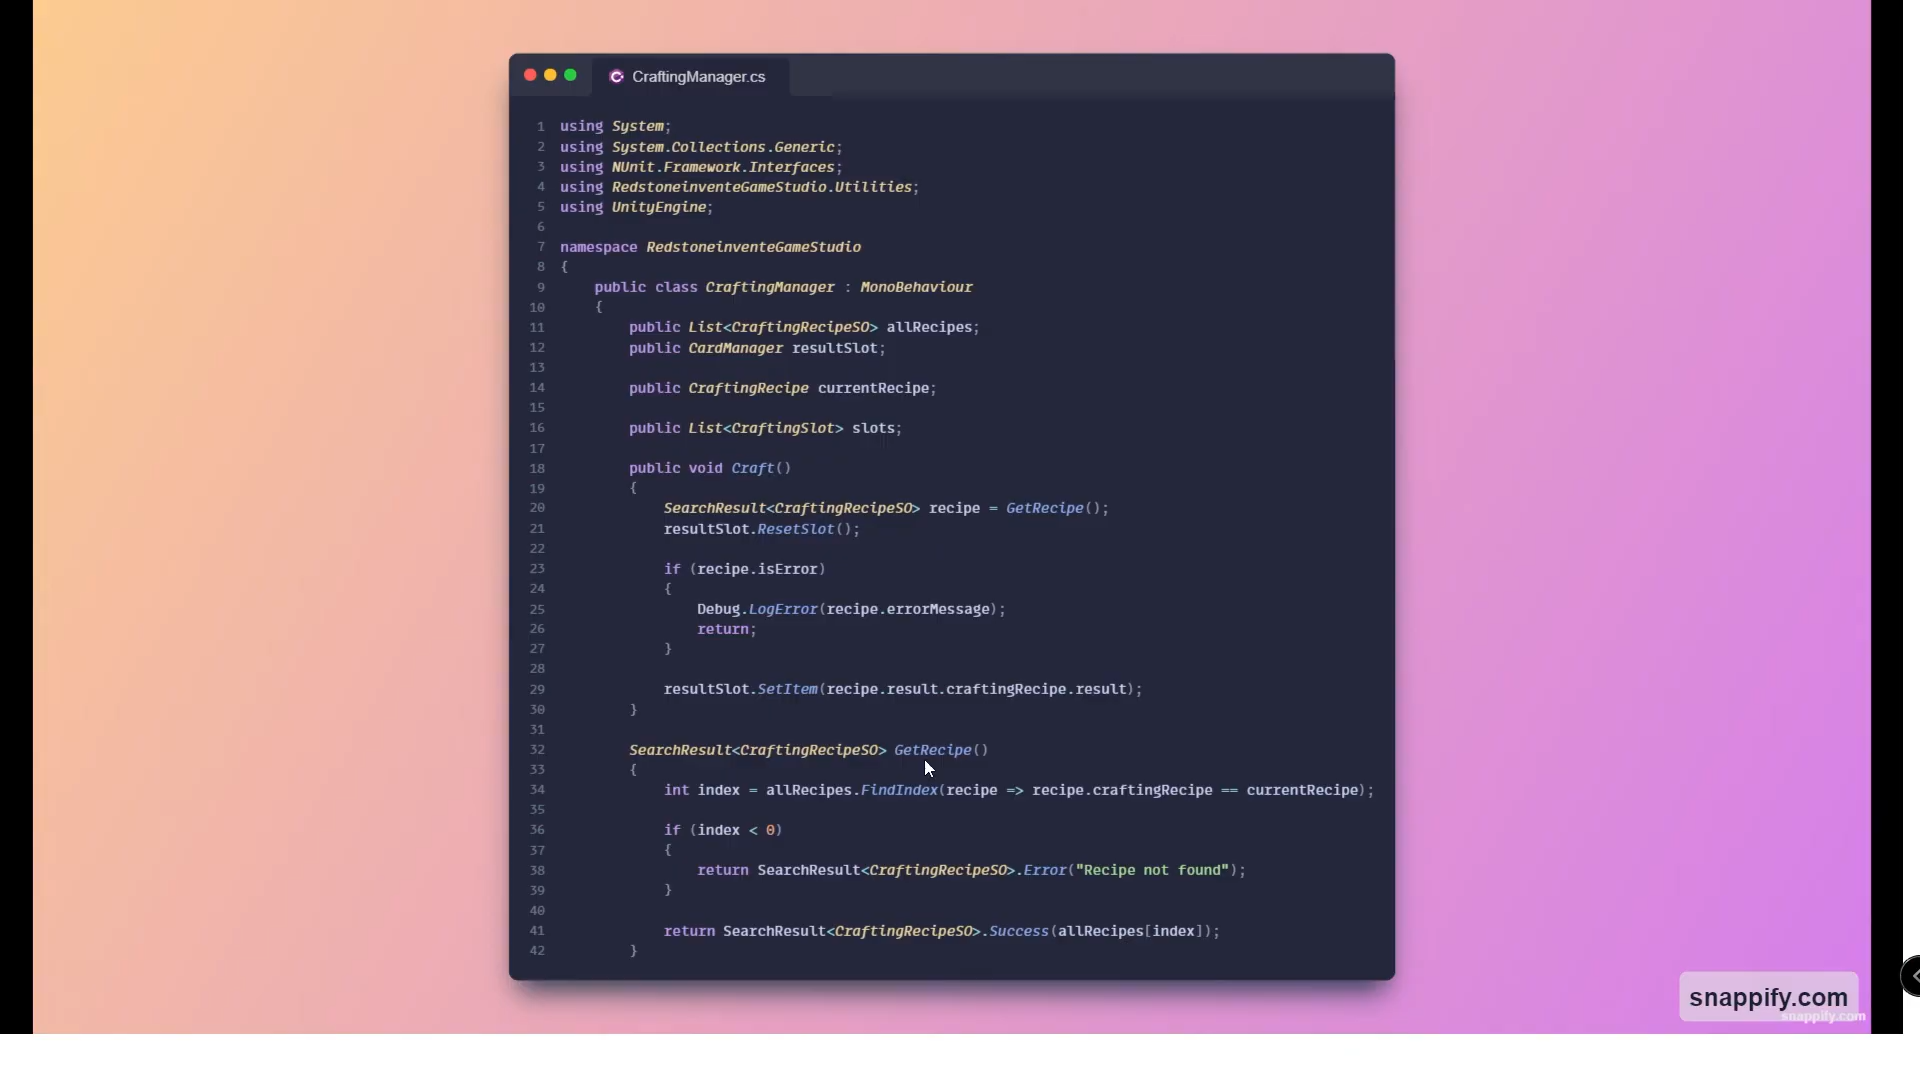 CraftingManager.cs
1 using System;
2 using System.Collections.Generic;
3 using NUnit.Framework.Interfaces;
4 using RedstoneinventeGameStudio.Utilities;
5 using UnityEngine;
6
7 namespace RedstoneinventeGameStudio
8 {
9     public class CraftingManager : MonoBehaviour
10     {
11         public List<CraftingRecipeSO> allRecipes;
12         public CardManager resultSlot;
13
14         public CraftingRecipe currentRecipe;
15
16         public List<CraftingSlot> slots;
17
18         public void Craft()
19         {
20             SearchResult<CraftingRecipeSO> recipe = GetRecipe();
21             resultSlot.ResetSlot();
22
23             if (recipe.isError)
24             {
25                 Debug.LogError(recipe.errorMessage);
26                 return;
27             }
28
29             resultSlot.SetItem(recipe.result.craftingRecipe.result);
30         }
31
32         SearchResult<CraftingRecipeSO> GetRecipe()
33         {
34             int index = allRecipes.FindIndex(recipe => recipe.craftingRecipe == currentRecipe);
35
36             if (index < 0)
37             {
38                 return SearchResult<CraftingRecipeSO>.Error("Recipe not found");
39             }
40
41             return SearchResult<CraftingRecipeSO>.Success(allRecipes[index]);
42         }
snappify.com
snappify.com